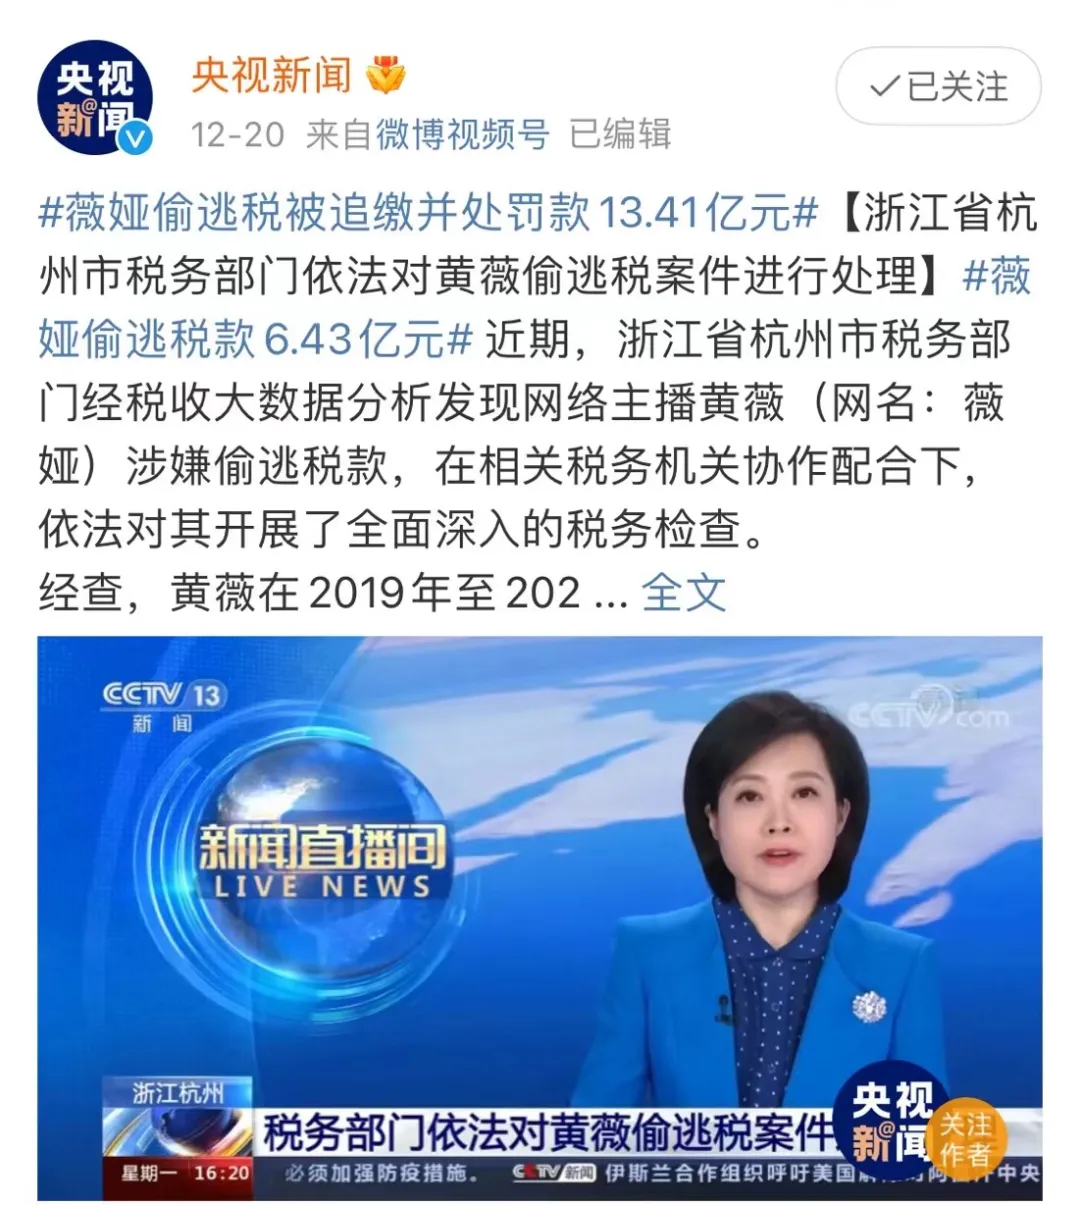 央视
新@闻
央视新闻
已关注
12-20 来自微博视频号 已编辑
#薇娅偷逃税被追缴并处罚款13.41亿元#【浙江省杭
州市税务部门依法对黄薇偷逃税案件进行处理】#薇
娅偷逃税款6.43亿元# 近期，浙江省杭州市税务部
门经税收大数据分析发现网络主播黄薇（网名：薇
娅）涉嫌偷逃税款，在相关税务机关协作配合下，
依法对其开展了全面深入的税务检查。
经查，黄薇在2019年至202 ... 全文
CCTV 13
新闻
CCTV.com
新闻直播间
LIVE NEWS
浙江杭州
税务部门依法对黄薇偷逃税案件
央视
新@闻
关注
作者
星期一 16:20
必须加强防疫措施。 CCTV新闻 伊斯兰合作组织呼吁美国
中央